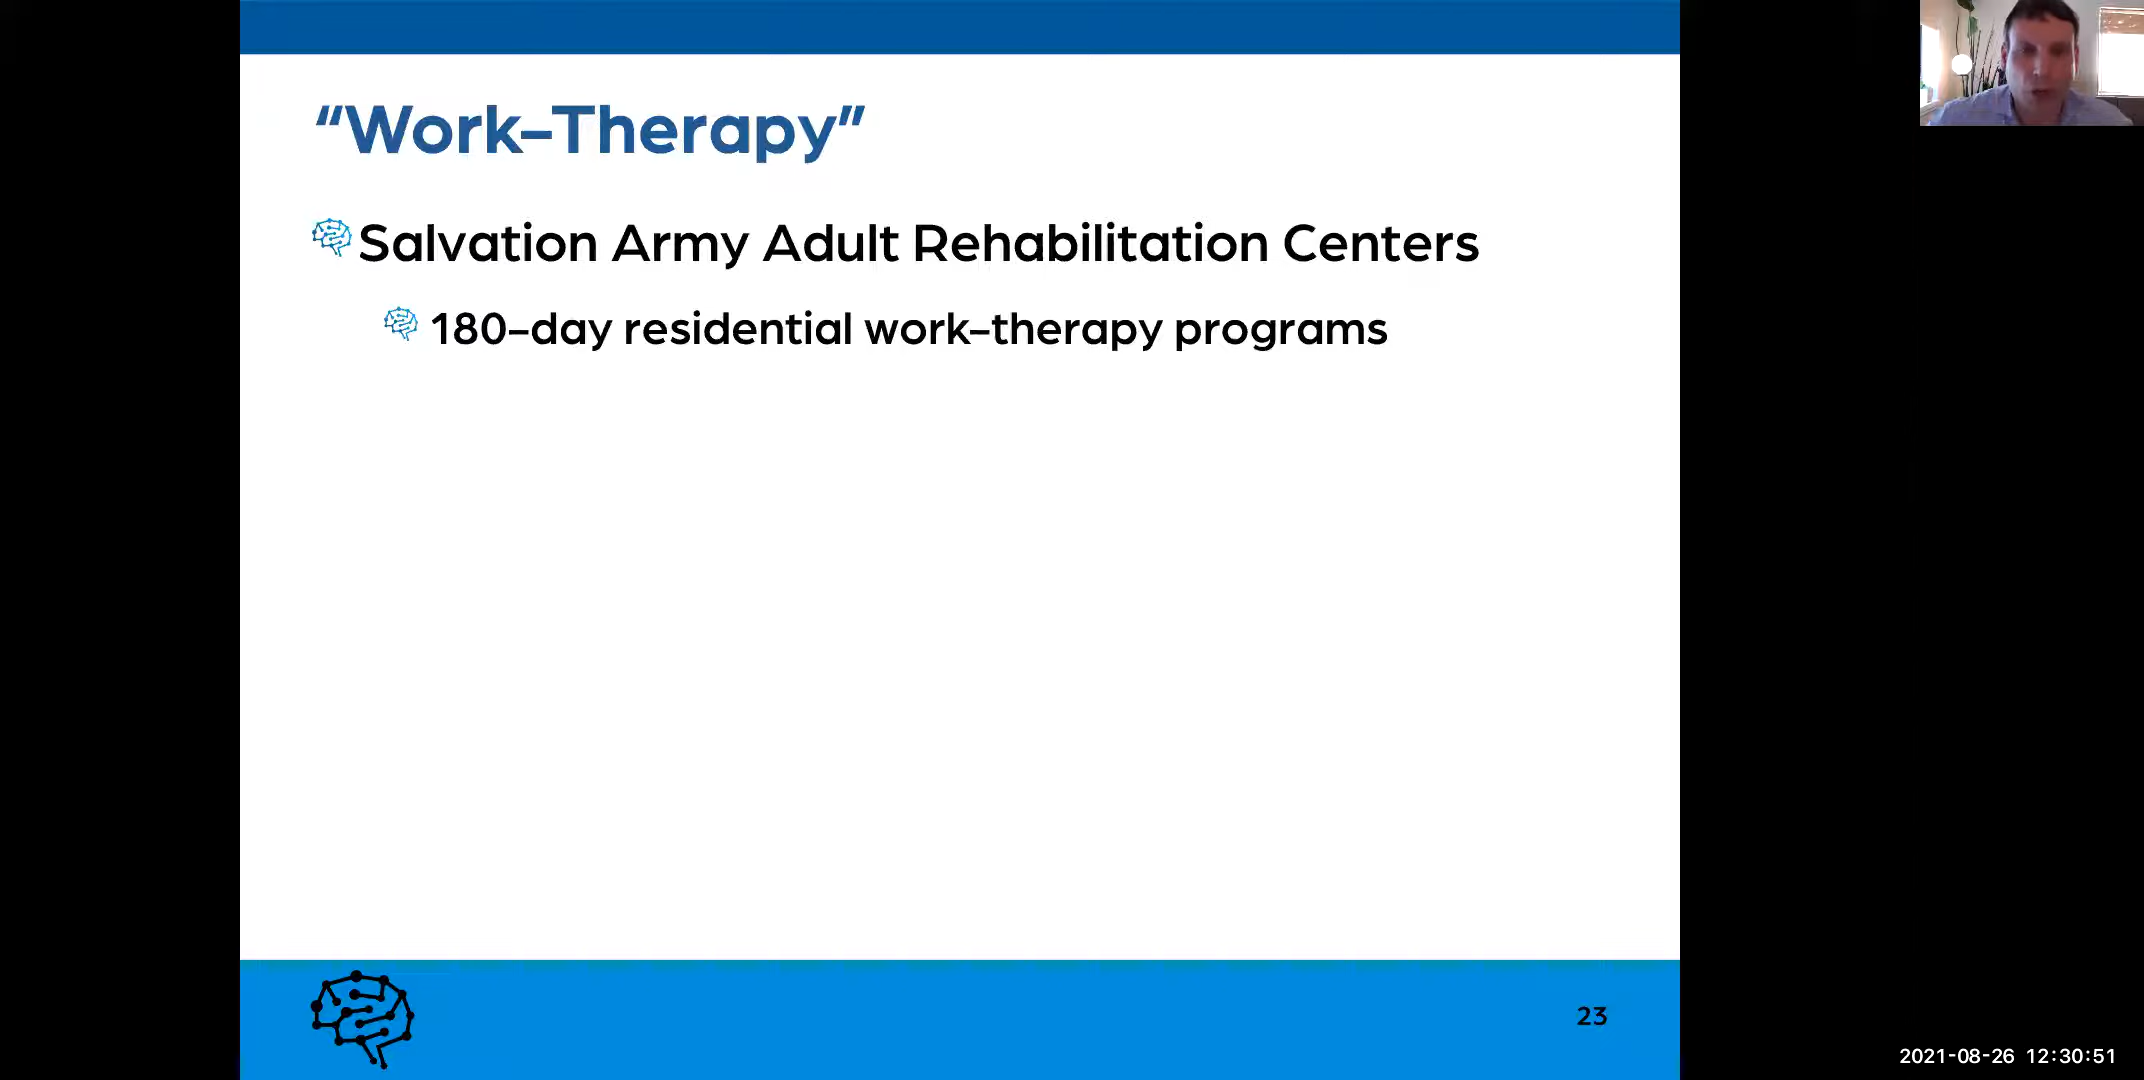 “Work-Therapy”
Salvation Army Adult Rehabilitation Centers
180-day residential work-therapy programs
23
2021-08-26 12:30:51